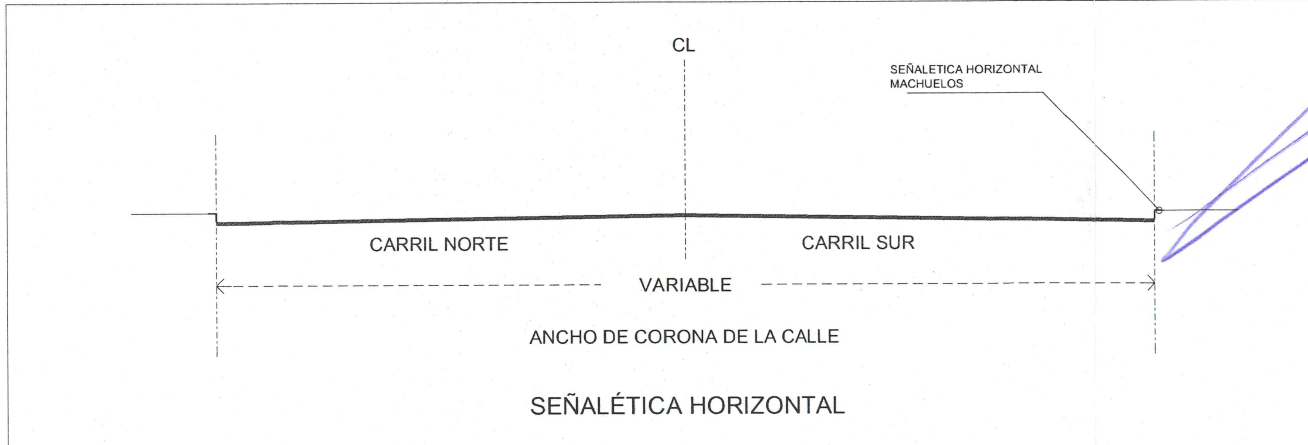 CL
SEÑALETICA HORIZONTAL
MACHUELOS
CARRIL NORTE
CARRIL SUR
VARIABLE
ANCHO DE CORONA DE LA CALLE
SEÑALÉTICA HORIZONTAL